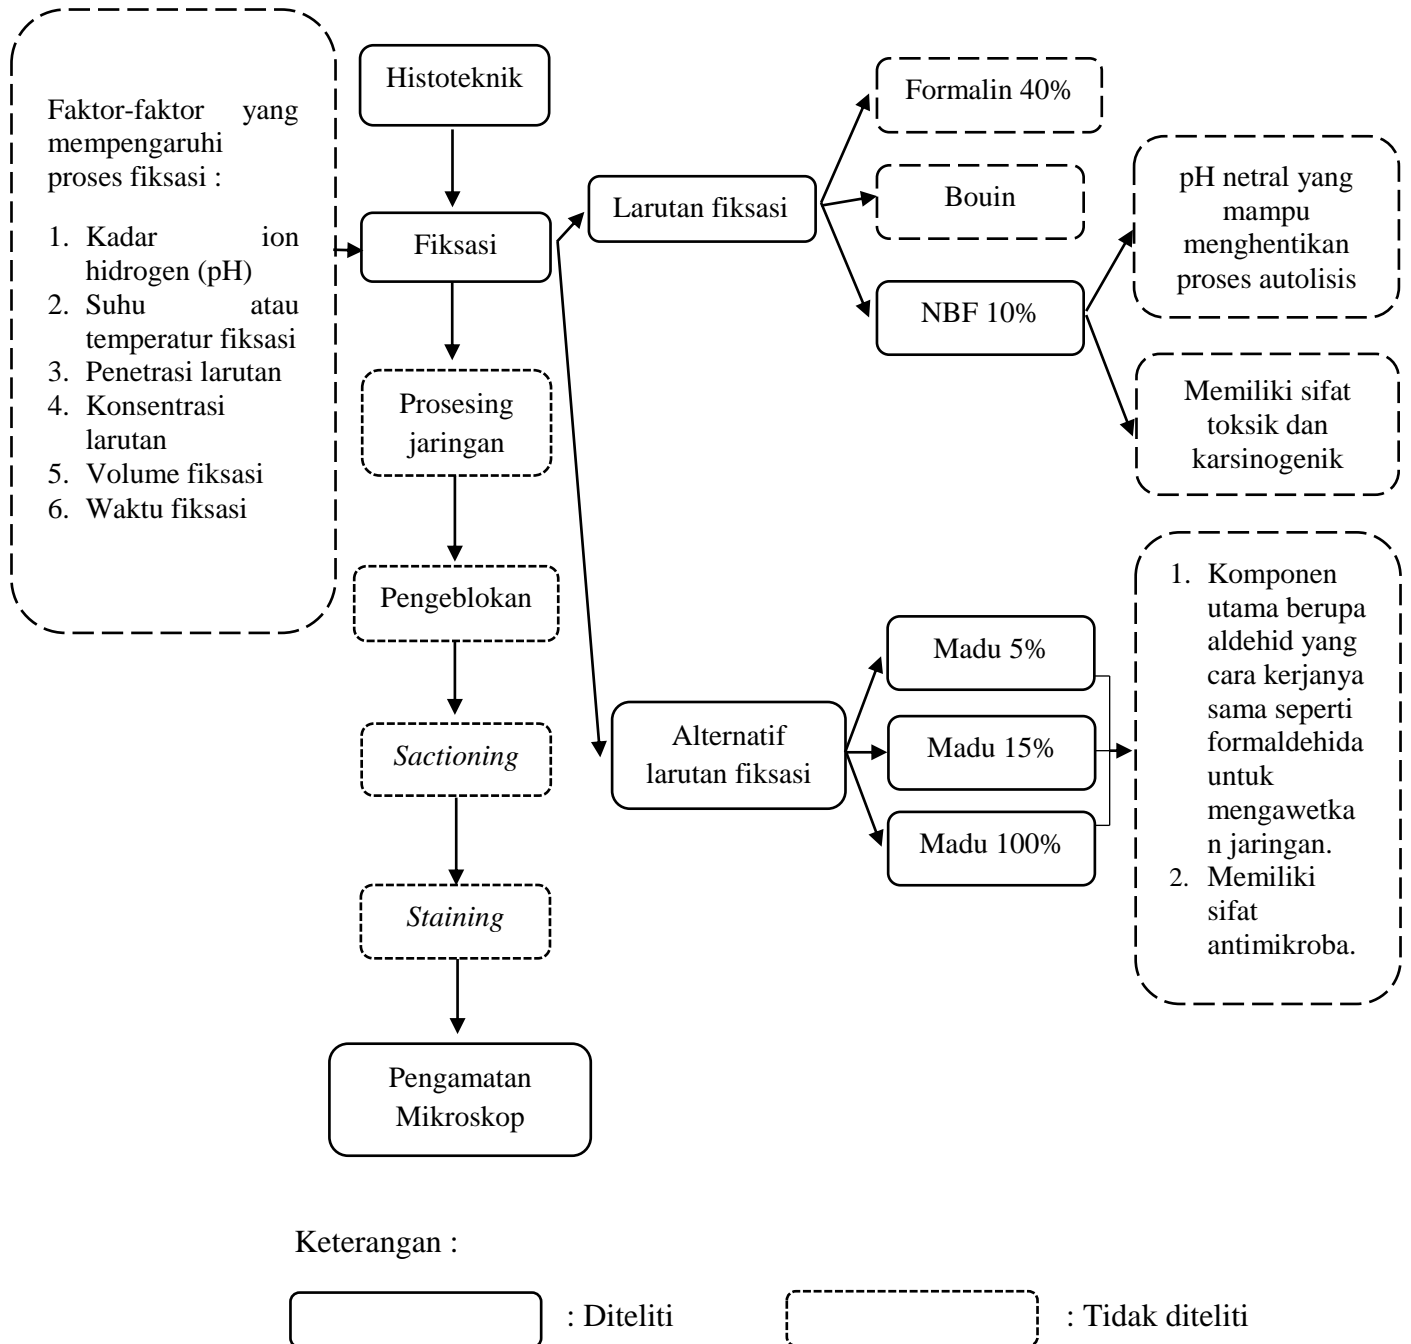 Faktor-faktor yang
mempengaruhi
proses fiksasi :
1. Kadar ion
hidrogen (pH)
2. Suhu atau
temperatur fiksasi
3. Penetrasi larutan
4. Konsentrasi
larutan
5. Volume fiksasi
6. Waktu fiksasi
Histoteknik
Fiksasi
Prosesing
jaringan
Pengeblokan
Sactioning
Staining
Pengamatan
Mikroskop
Larutan fiksasi
Formalin 40%
Bouin
NBF 10%
pH netral yang
mampu
menghentikan
proses autolisis
Memiliki sifat
toksik dan
karsinogenik
Alternatif
larutan fiksasi
Madu 5%
Madu 15%
Madu 100%
1. Komponen
utama berupa
aldehid yang
cara kerjanya
sama seperti
formaldehida
untuk
mengawetka
n jaringan.
2. Memiliki
sifat
antimikroba.
Keterangan :
: Diteliti
: Tidak diteliti